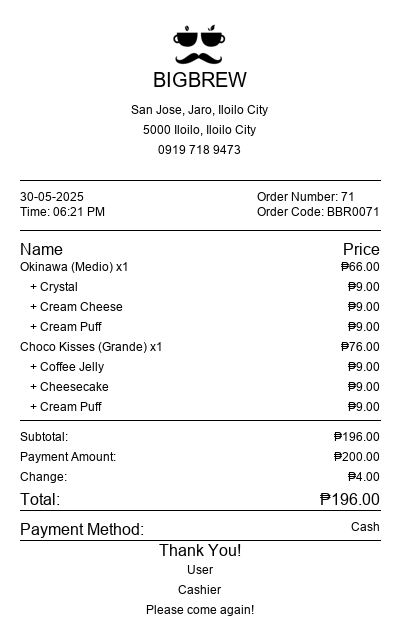 BIGBREW
San Jose, Jaro, Iloilo City
5000 Iloilo, Iloilo City
0919 718 9473
30-05-2025 Order Number: 71
Time: 06:21 PM Order Code: BBR0071
Name Price
Okinawa (Medio) x1 ₱66.00
+ Crystal ₱9.00
+ Cream Cheese ₱9.00
+ Cream Puff ₱9.00
Choco Kisses (Grande) x1 ₱76.00
+ Coffee Jelly ₱9.00
+ Cheesecake ₱9.00
+ Cream Puff ₱9.00
Subtotal: ₱196.00
Payment Amount: ₱200.00
Change: ₱4.00
Total: ₱196.00
Payment Method: Cash
Thank You!
User
Cashier
Please come again!